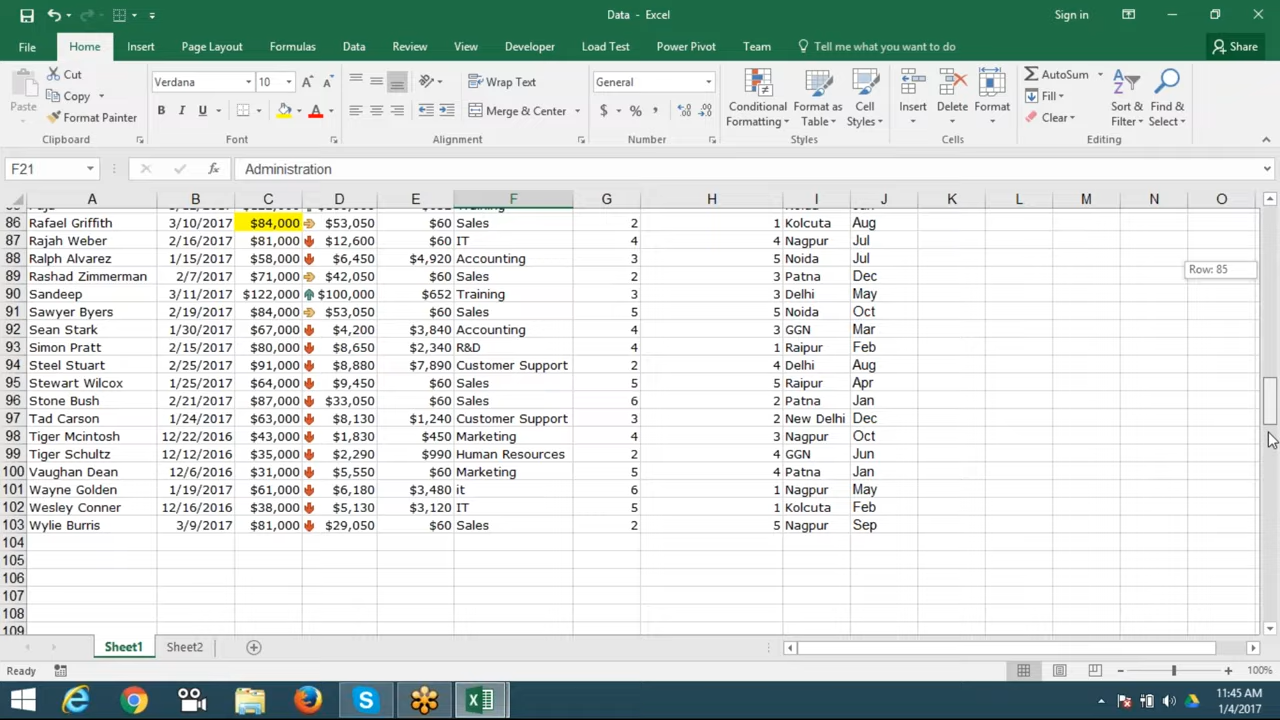 Data - Excel
Sign in
File Home Insert Page Layout Formulas Data Review View Developer Load Test Power Pivot Team Tell me what you want to do Share
Paste
Cut
Copy
Format Painter
Clipboard
Verdana 10
B I U
Font
Wrap Text
Merge & Center
Alignment
General
$ % ,
Number
Conditional Formatting
Format as Table
Cell Styles
Styles
Insert Delete Format
Cells
AutoSum
Fill
Clear
Sort & Filter
Find & Select
Editing
F21 fx Administration
A B C D E F G H I J K L M N O
86 Rafael Griffith 3/10/2017 $84,000 $53,050 $60 Sales 2 1 Kolcuta Aug
87 Rajah Weber 2/16/2017 $81,000 $12,600 $60 IT 4 4 Nagpur Jul
88 Ralph Alvarez 1/15/2017 $58,000 $6,450 $4,920 Accounting 3 5 Noida Jul
89 Rashad Zimmerman 2/7/2017 $71,000 $42,050 $60 Sales 2 3 Patna Dec
90 Sandeep 3/11/2017 $122,000 $100,000 $652 Training 3 3 Delhi May
91 Sawyer Byers 2/19/2017 $84,000 $53,050 $60 Sales 5 5 Noida Oct
92 Sean Stark 1/30/2017 $67,000 $4,200 $3,840 Accounting 4 3 GGN Mar
93 Simon Pratt 2/15/2017 $80,000 $8,650 $2,340 R&D 4 1 Raipur Feb
94 Steel Stuart 2/25/2017 $91,000 $8,880 $7,890 Customer Support 2 4 Delhi Aug
95 Stewart Wilcox 1/25/2017 $64,000 $9,450 $60 Sales 5 5 Raipur Apr
96 Stone Bush 2/21/2017 $87,000 $33,050 $60 Sales 6 2 Patna Jan
97 Tad Carson 1/24/2017 $63,000 $8,130 $1,240 Customer Support 3 2 New Delhi Dec
98 Tiger Mcintosh 12/22/2016 $43,000 $1,830 $450 Marketing 4 3 Nagpur Oct
99 Tiger Schultz 12/12/2016 $35,000 $2,290 $990 Human Resources 2 4 GGN Jun
100 Vaughan Dean 12/6/2016 $31,000 $5,550 $60 Marketing 5 4 Patna Jan
101 Wayne Golden 1/19/2017 $61,000 $6,180 $3,480 it 6 1 Nagpur May
102 Wesley Conner 12/16/2016 $38,000 $5,130 $3,120 IT 5 1 Kolcuta Feb
103 Wylie Burris 3/9/2017 $81,000 $29,050 $60 Sales 2 5 Nagpur Sep
104
105
106
107
108
109
Row: 85
Sheet1 Sheet2
Ready 100%
11:45 AM
1/4/2017